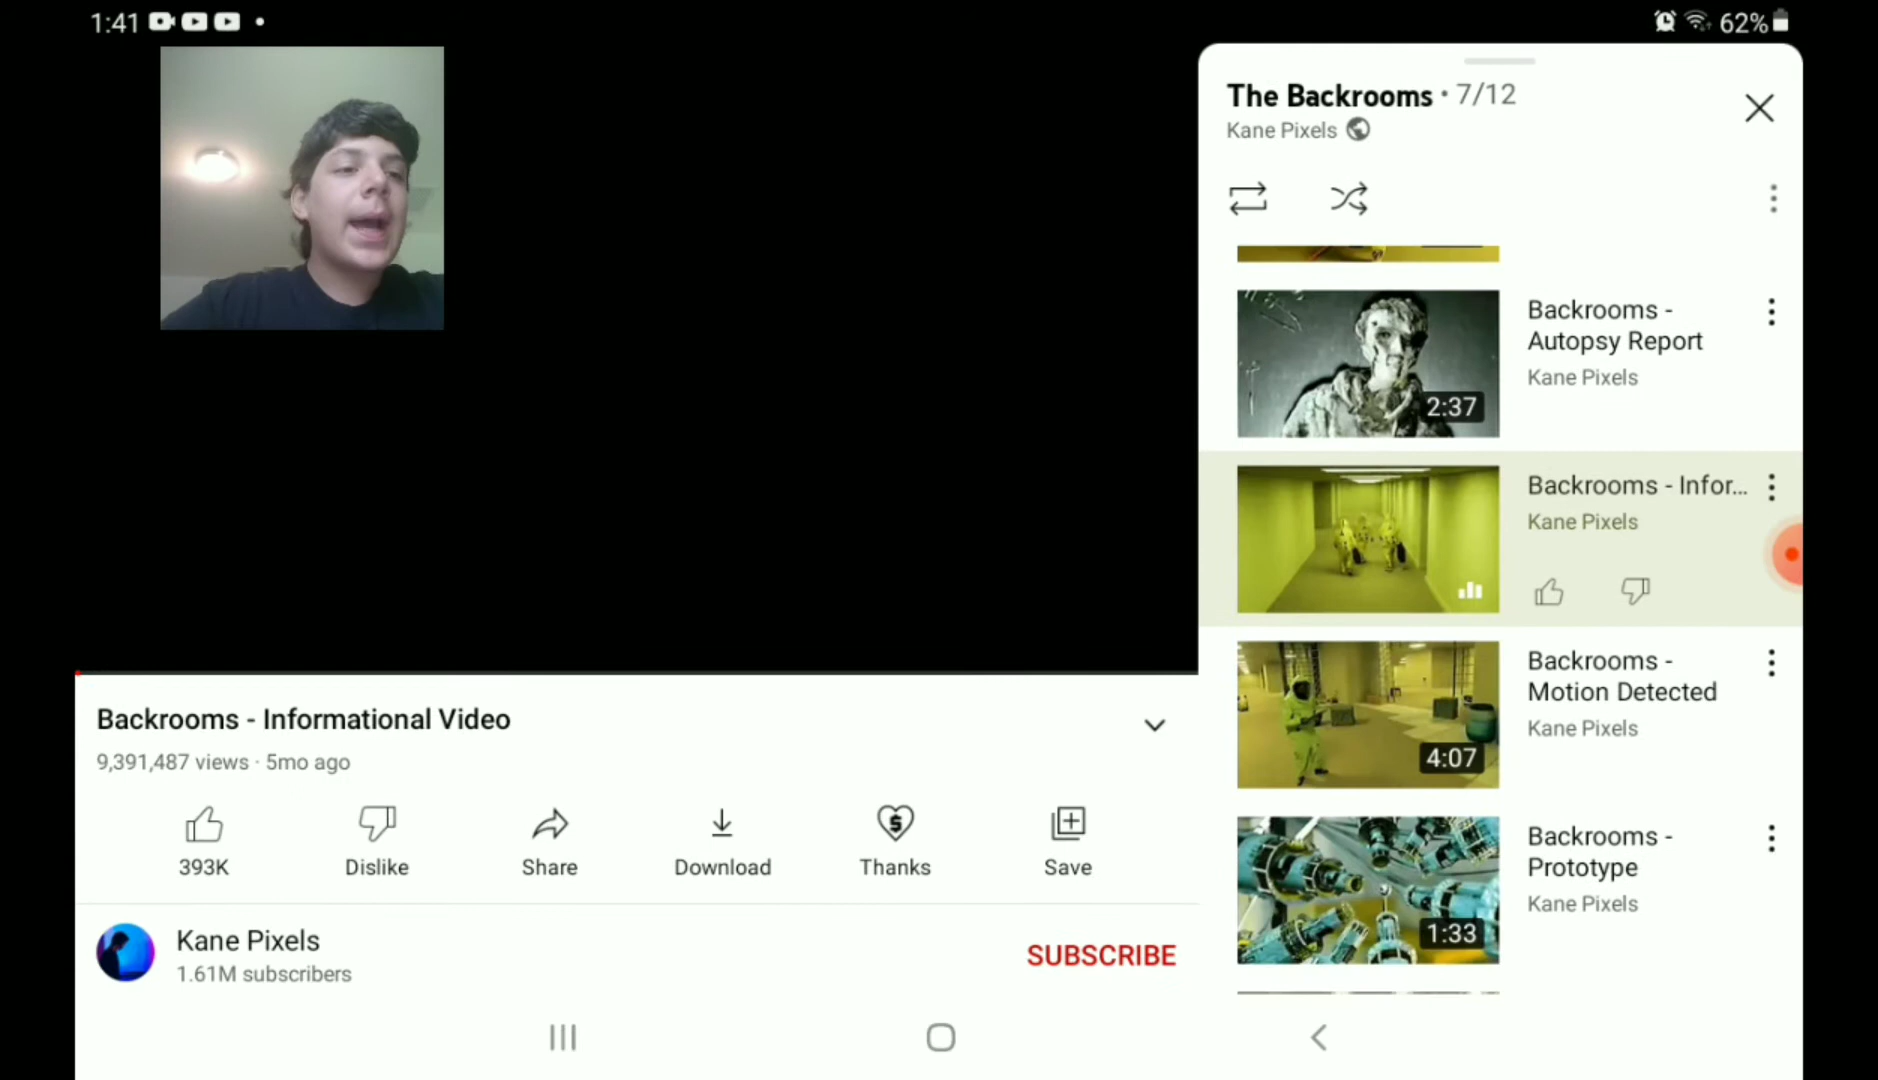 1:41
62%
The Backrooms • 7/12
Kane Pixels
Backrooms -
Autopsy Report
Kane Pixels
2:37
Backrooms - Infor...
Kane Pixels
Backrooms -
Motion Detected
Kane Pixels
4:07
Backrooms -
Prototype
Kane Pixels
1:33
Backrooms - Informational Video
9,391,487 views · 5mo ago
393K
Dislike
Share
Download
Thanks
Save
Kane Pixels
1.61M subscribers
SUBSCRIBE